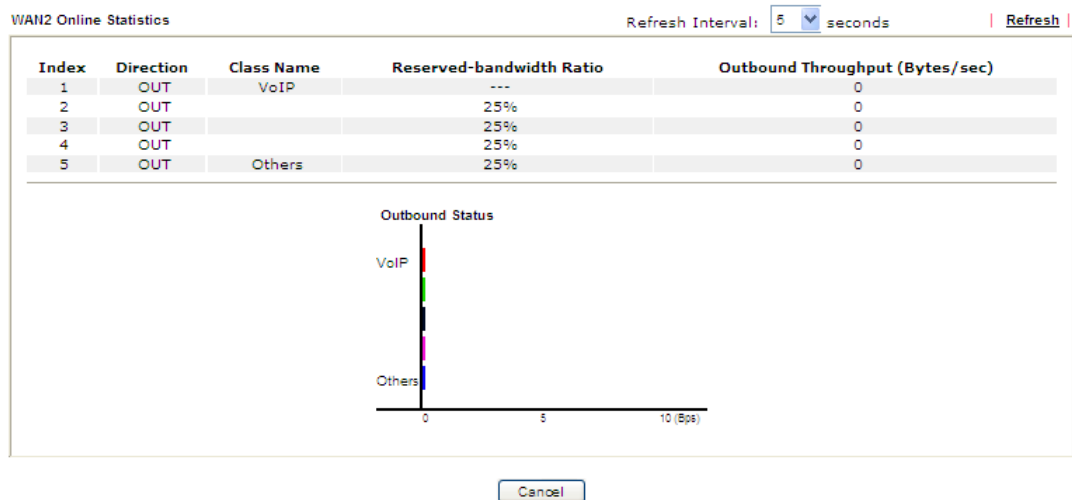 WAN2 Online Statistics Refresh Interval: 5 seconds | Refresh |
Index Direction Class Name Reserved-bandwidth Ratio Outbound Throughput (Bytes/sec)
1 OUT VoIP --- 0
2 OUT 25% 0
3 OUT 25% 0
4 OUT 25% 0
5 OUT Others 25% 0
Outbound Status
VoIP
Others
0 5 10 (Bps)
Cancel